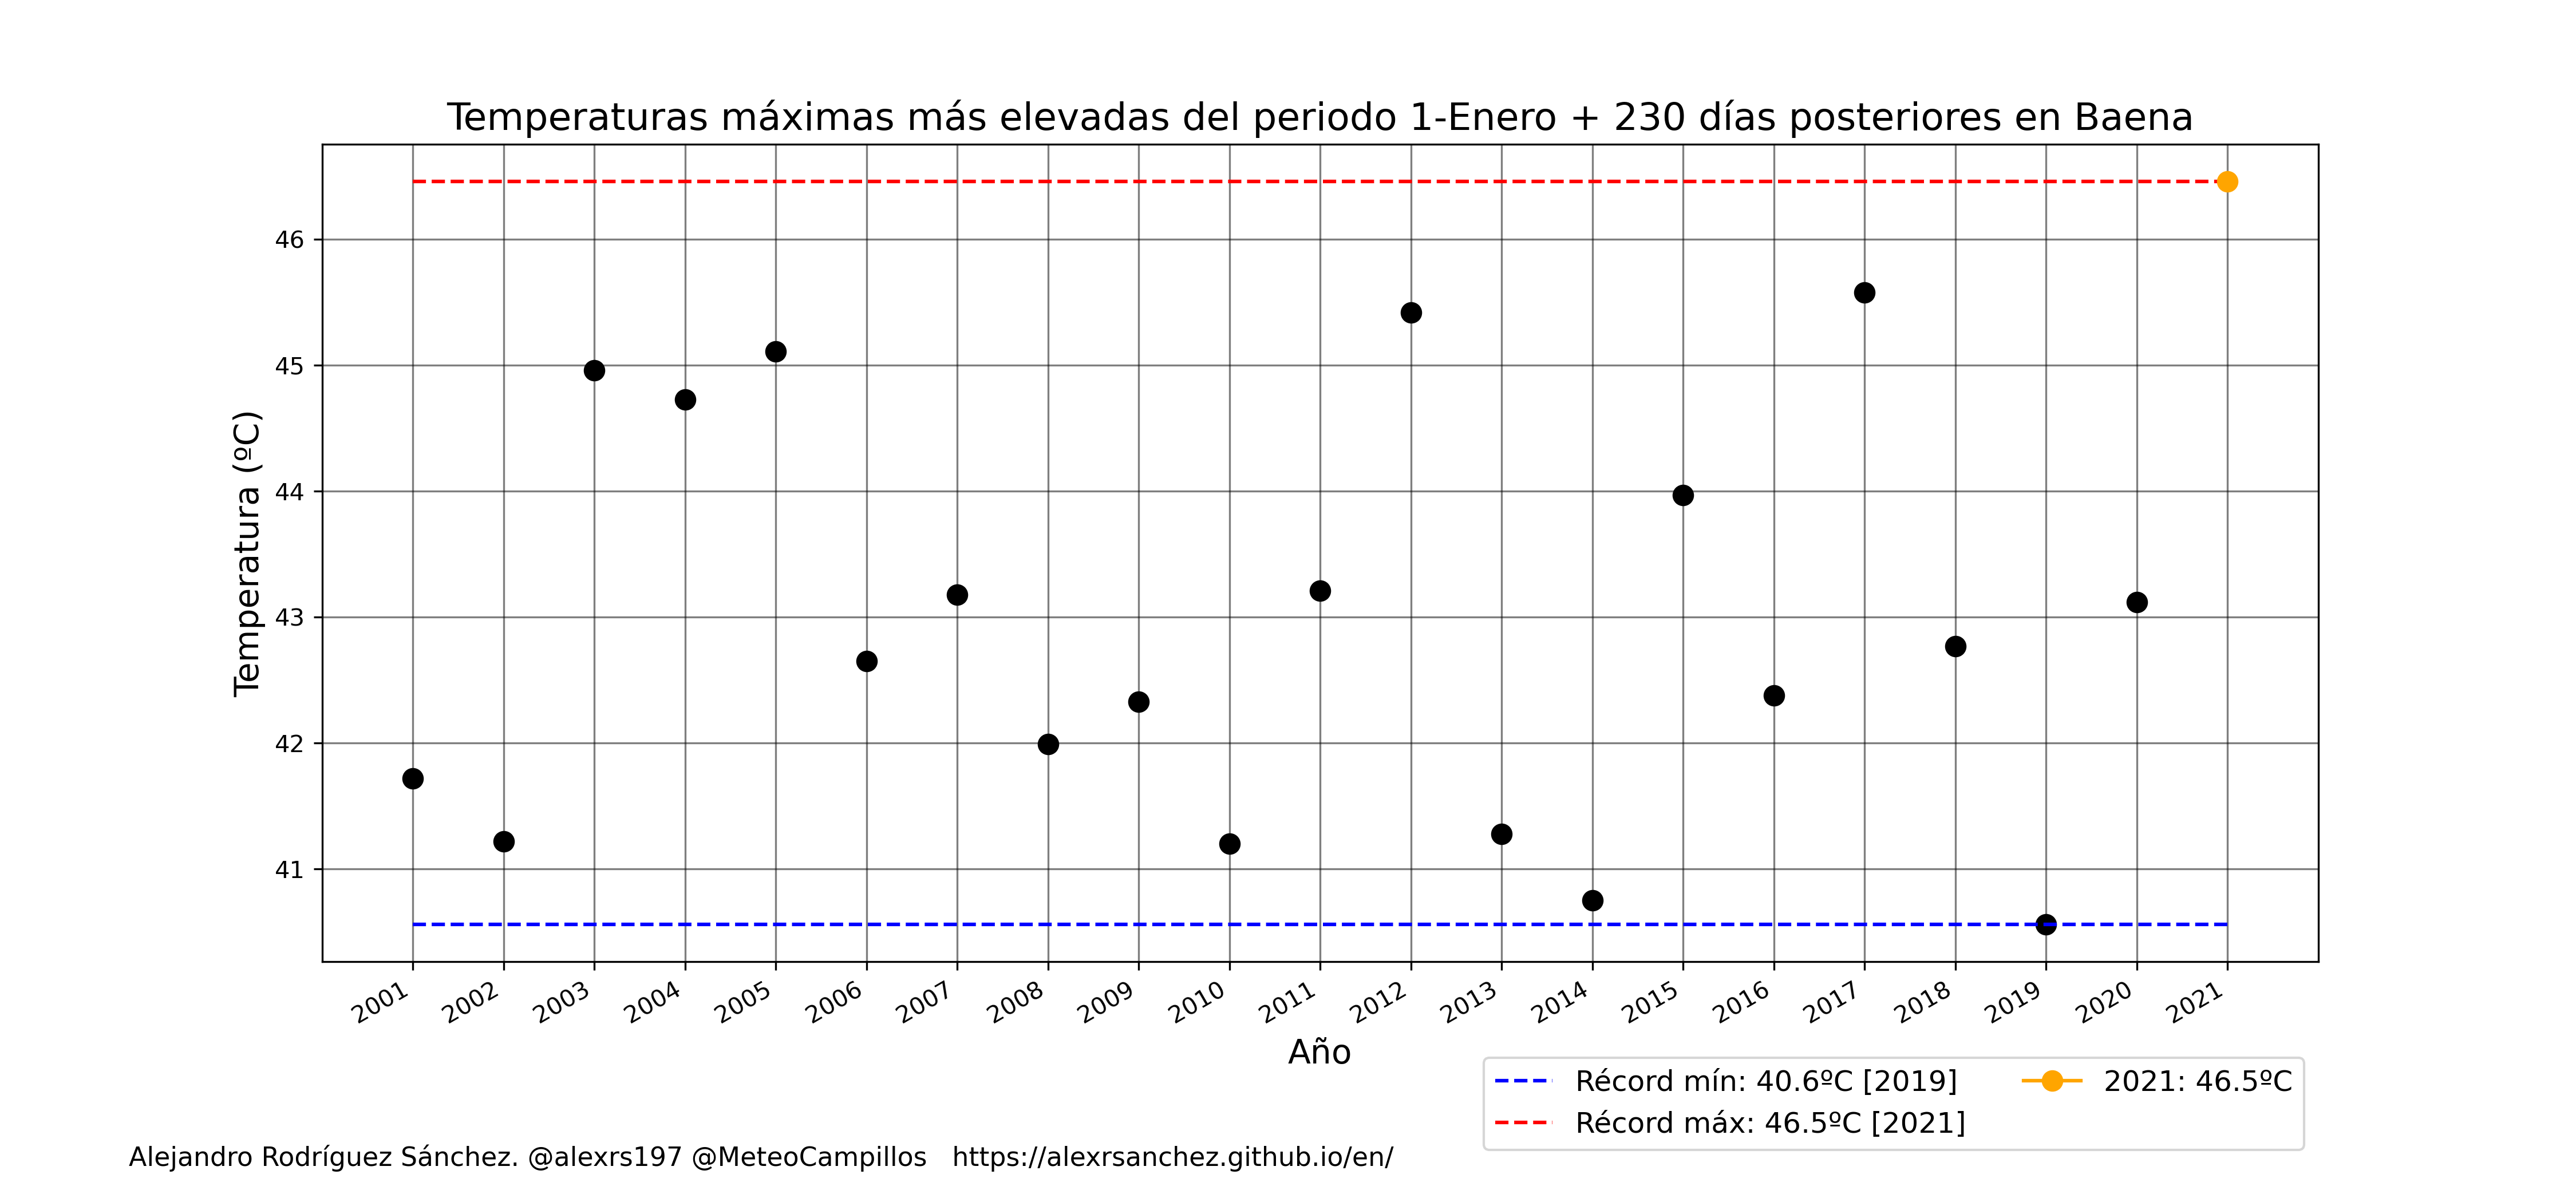 Temperaturas máximas más elevadas del periodo 1-Enero + 230 días posteriores en Baena
Temperatura (ºC)
46
45
44
43
42
41
2001 2002 2003 2004 2005 2006 2007 2008 2009 2010 2011 2012 2013 2014 2015 2016 2017 2018 2019 2020 2021
Año
Récord mín: 40.6ºC [2019]
Récord máx: 46.5ºC [2021]
2021: 46.5ºC
Alejandro Rodríguez Sánchez. @alexrs197 @MeteoCampillos https://alexrsanchez.github.io/en/